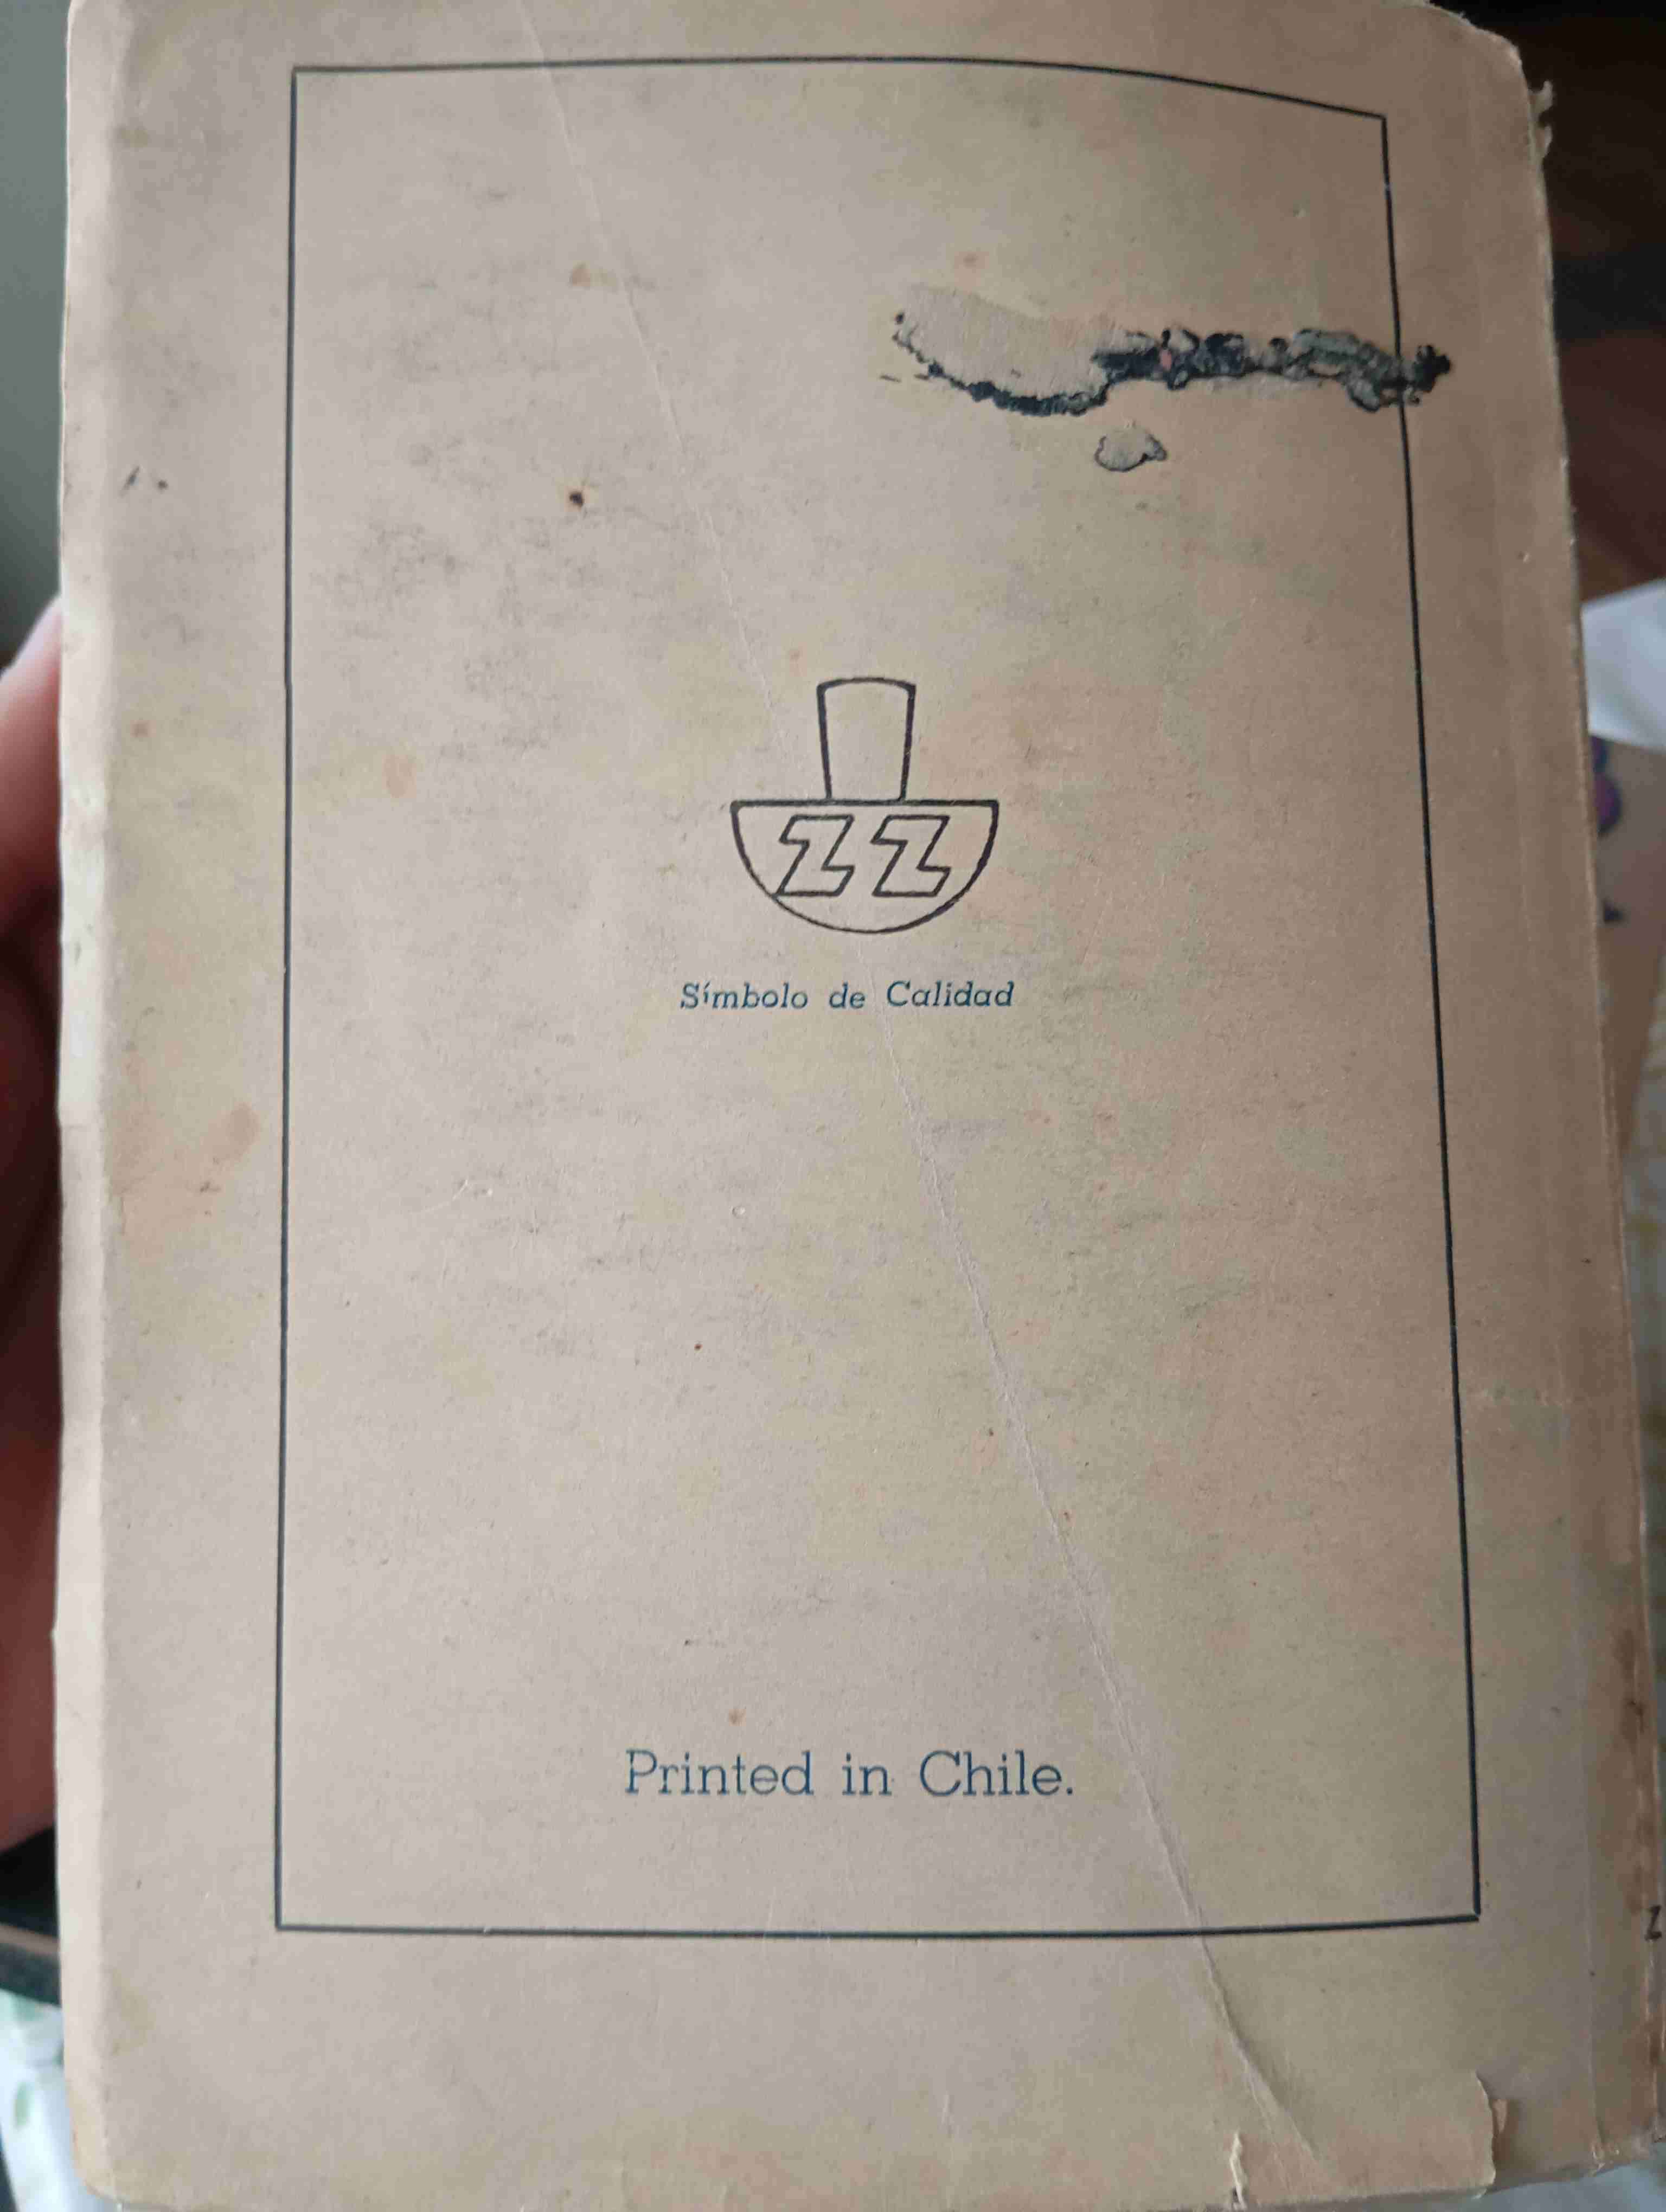 ZZ
Símbolo de Calidad
Printed in Chile.
Z